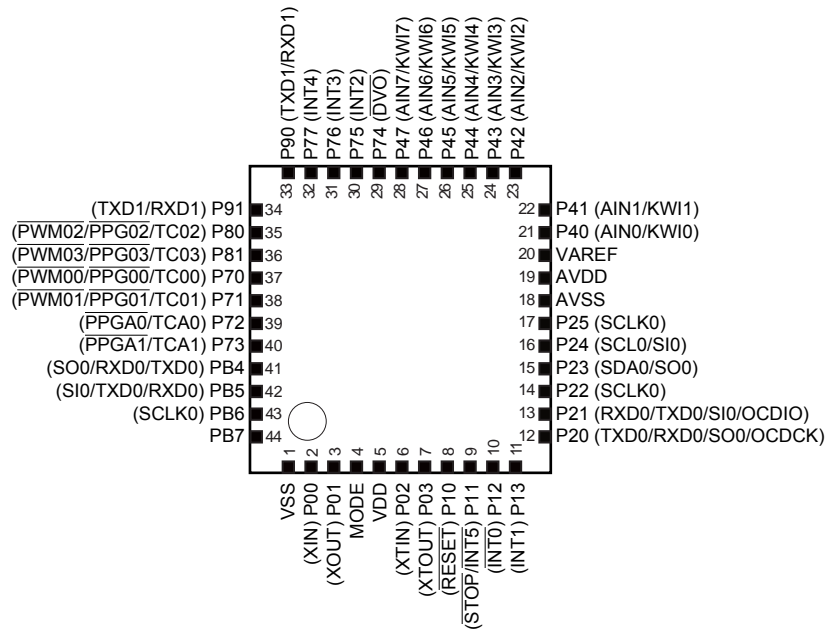 P90 (TXD1/RXD1)
P77 (INT4)
P76 (INT3)
P75 (INT2)
P74 (DVO)
P47 (AIN7/KWI7)
P46 (AIN6/KWI6)
P45 (AIN5/KWI5)
P44 (AIN4/KWI4)
P43 (AIN3/KWI3)
P42 (AIN2/KWI2)
33
32
31
30
29
28
27
26
25
24
23
(TXD1/RXD1) P91 34
(PWM02/PPG02/TC02) P80 35
(PWM03/PPG03/TC03) P81 36
(PWM00/PPG00/TC00) P70 37
(PWM01/PPG01/TC01) P71 38
(PPGA0/TCA0) P72 39
(PPGA1/TCA1) P73 40
(SO0/RXD0/TXD0) PB4 41
(SI0/TXD0/RXD0) PB5 42
(SCLK0) PB6 43
PB7 44
22 P41 (AIN1/KWI1)
21 P40 (AIN0/KWI0)
20 VAREF
19 AVDD
18 AVSS
17 P25 (SCLK0)
16 P24 (SCL0/SI0)
15 P23 (SDA0/SO0)
14 P22 (SCLK0)
13 P21 (RXD0/TXD0/SI0/OCDIO)
12 P20 (TXD0/RXD0/SO0/OCDCK)
1
2
3
4
5
6
7
8
9
10
11
VSS
(XIN) P00
(XOUT) P01
MODE
VDD
(XTIN) P02
(XTOUT) P03
(RESET) P10
(STOP/INT5) P11
(INT0) P12
(INT1) P13